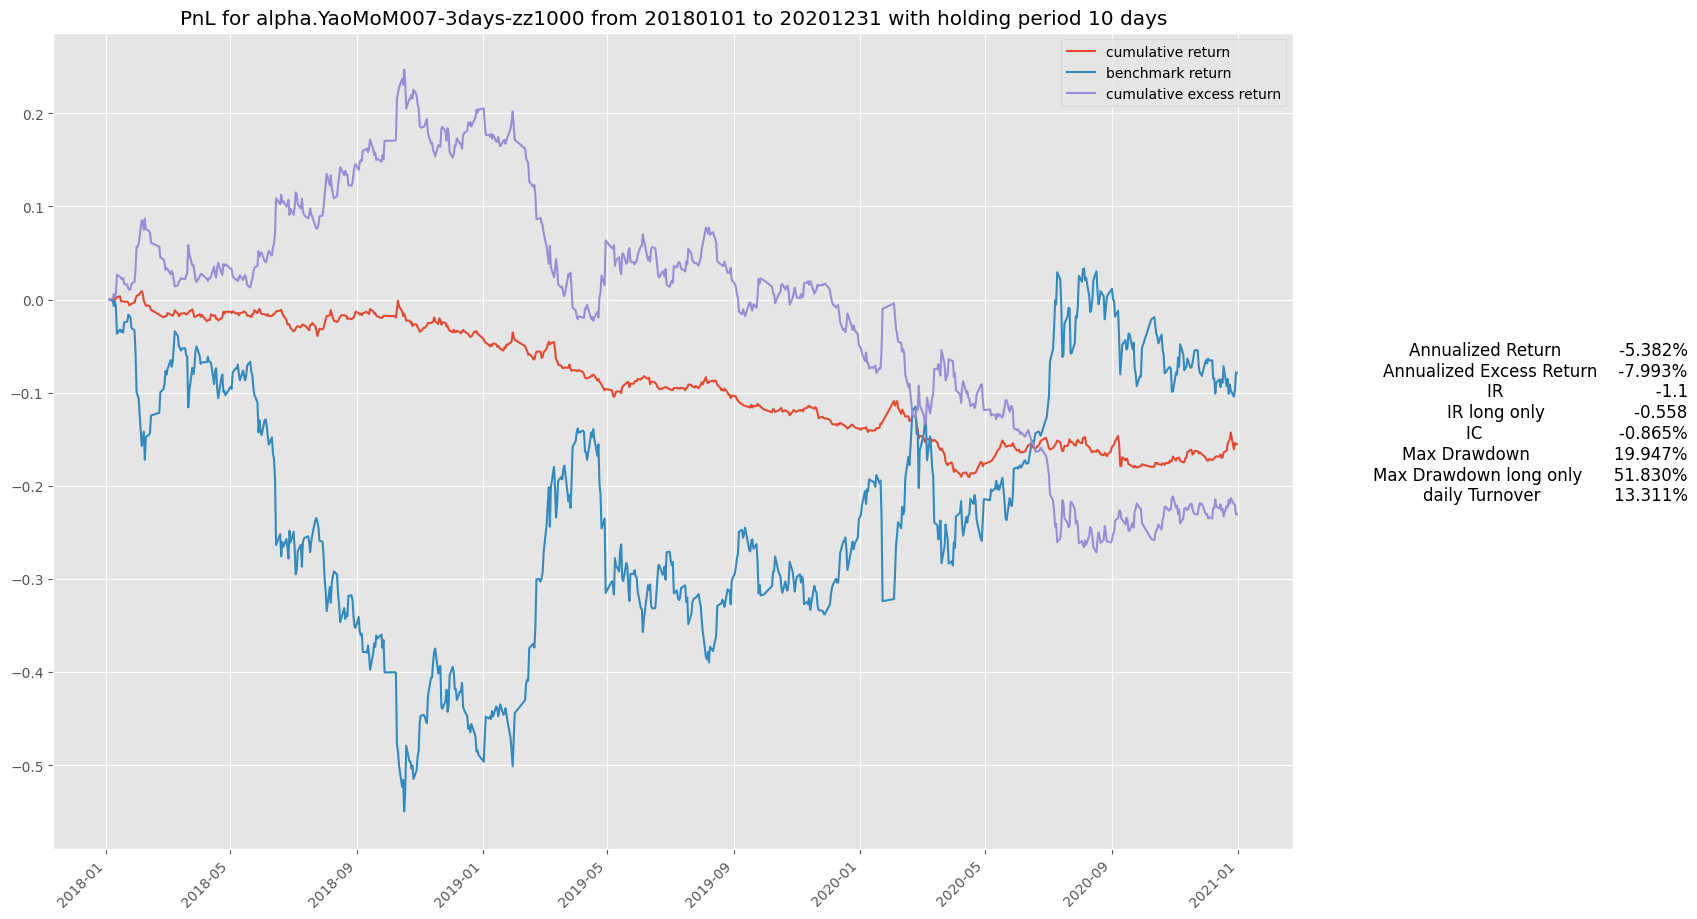 PnL for alpha.YaoMoM007-3days-zz1000 from 20180101 to 20201231 with holding period 10 days
cumulative return
benchmark return
cumulative excess return
0.2
0.1
0.0
−0.1
−0.2
−0.3
−0.4
−0.5
2018-01
2018-05
2018-09
2019-01
2019-05
2019-09
2020-01
2020-05
2020-09
2021-01
Annualized Return -5.382%
Annualized Excess Return -7.993%
IR -1.1
IR long only -0.558
IC -0.865%
Max Drawdown 19.947%
Max Drawdown long only 51.830%
daily Turnover 13.311%